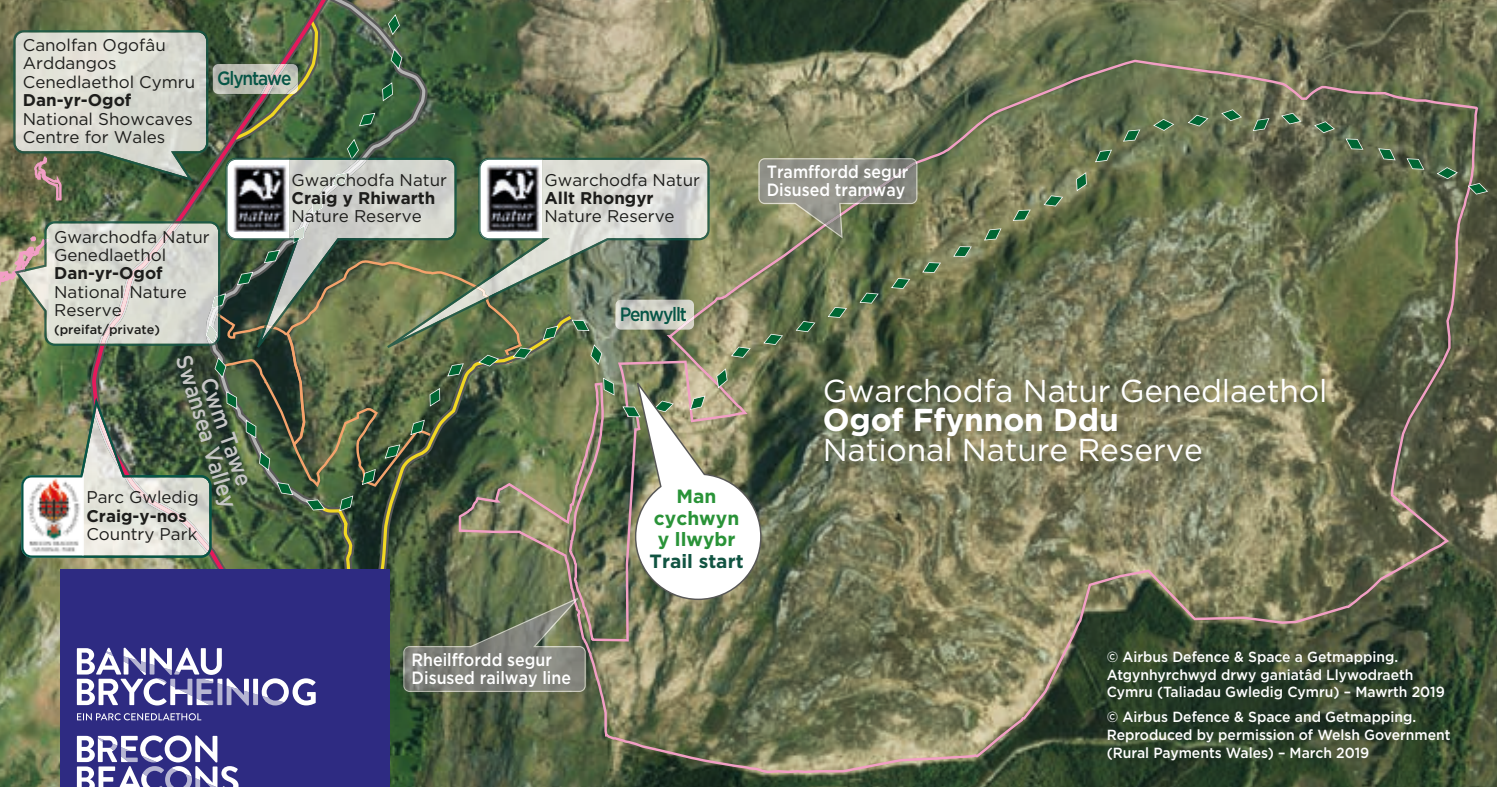 Canolfan Ogofâu
Arddangos
Cenedlaethol Cymru
Dan-yr-Ogof
National Showcaves
Centre for Wales
Glyntawe
Gwarchodfa Natur
Craig y Rhiwarth
Nature Reserve
natur
Gwarchodfa Natur
Allt Rhongyr
Nature Reserve
natur
Tramffordd segur
Disused tramway
Gwarchodfa Natur
Genedlaethol
Dan-yr-Ogof
National Nature
Reserve
(preifat/private)
Penwyllt
Cwm Tawe
Swansea Valley
Gwarchodfa Natur Genedlaethol
Ogof Ffynnon Ddu
National Nature Reserve
Parc Gwledig
Craig-y-nos
Country Park
Man
cychwyn
y llwybr
Trail start
Rheilffordd segur
Disused railway line
BANNAU
BRYCHEINIOG
EIN PARC CENEDLAETHOL
BRECON
BEACONS
© Airbus Defence & Space a Getmapping.
Atgynhyrchwyd drwy ganiatâd Llywodraeth
Cymru (Taliadau Gwledig Cymru) – Mawrth 2019
© Airbus Defence & Space and Getmapping.
Reproduced by permission of Welsh Government
(Rural Payments Wales) – March 2019